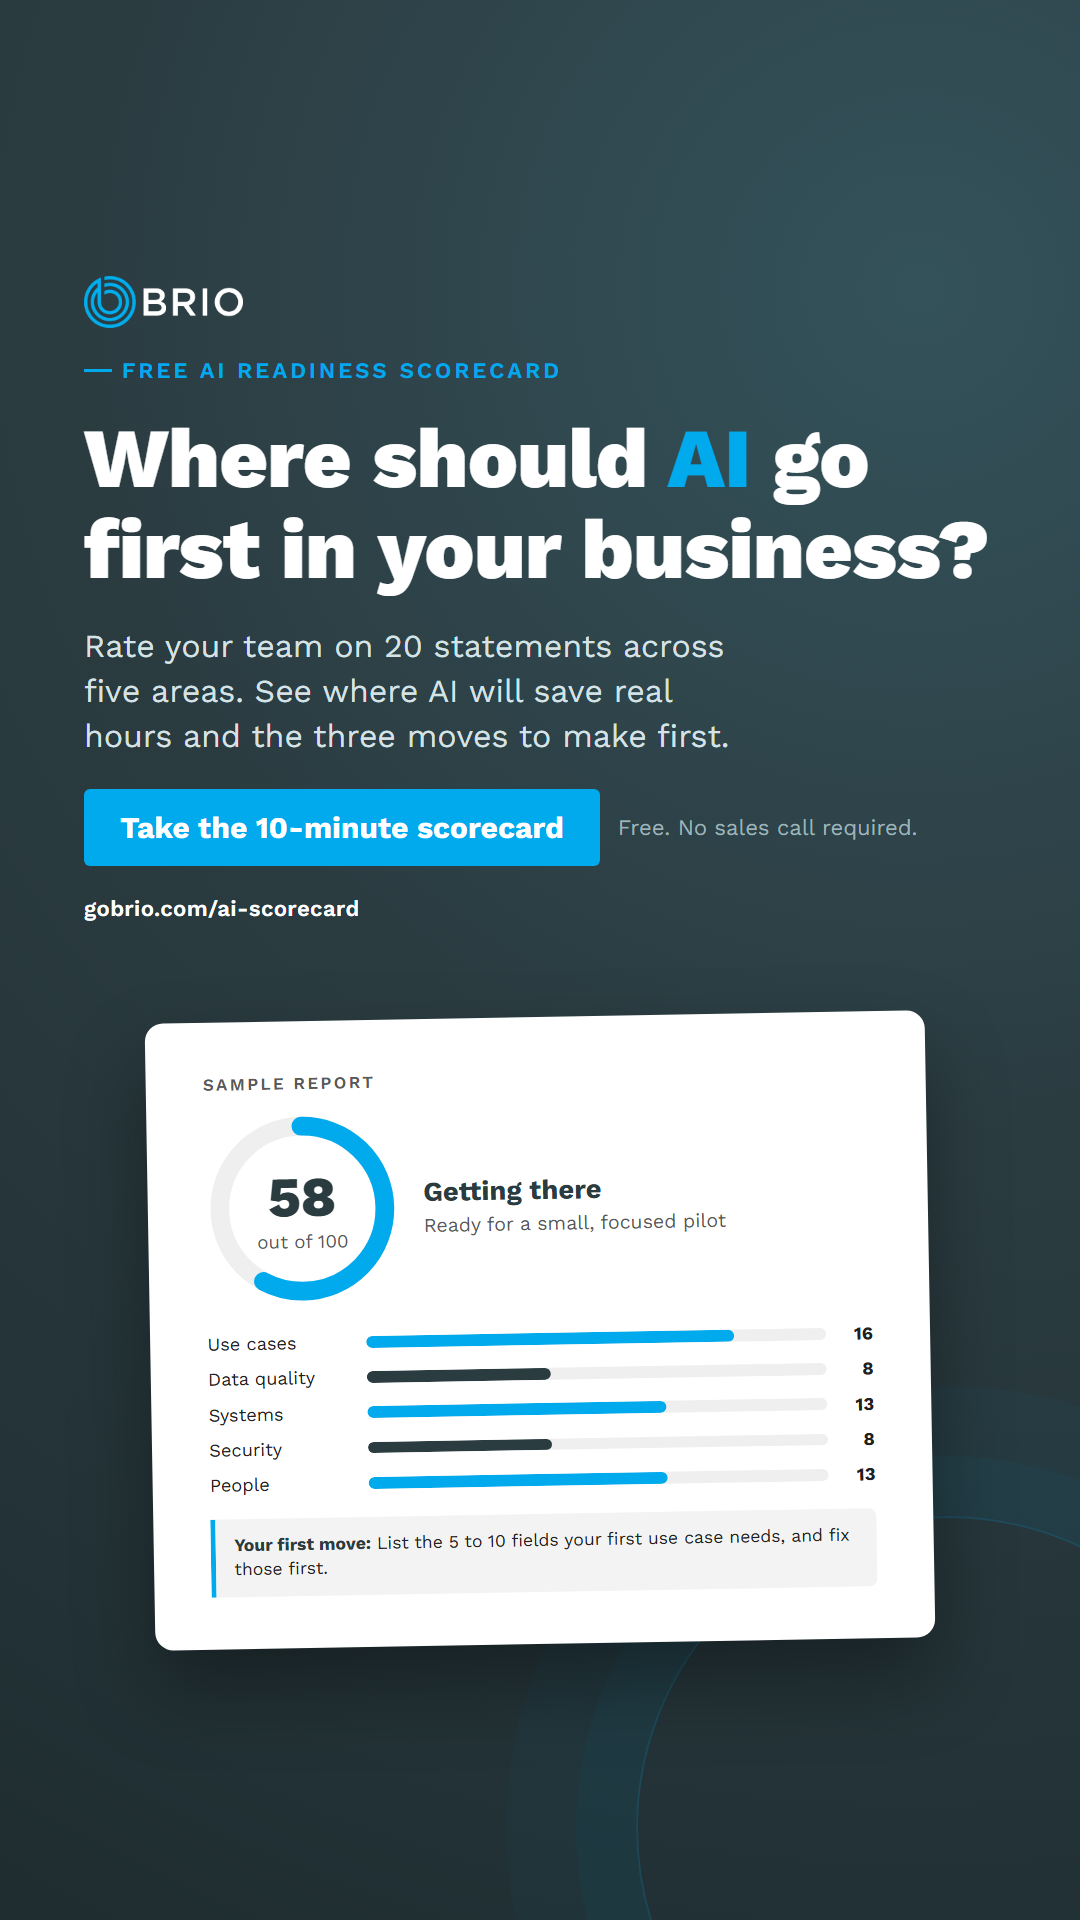 BRIO
FREE AI READINESS SCORECARD
Where should AI go
first in your business?
Rate your team on 20 statements across
five areas. See where AI will save real
hours and the three moves to make first.
Take the 10-minute scorecard
Free. No sales call required.
gobrio.com/ai-scorecard
SAMPLE REPORT
58
out of 100
Getting there
Ready for a small, focused pilot
Use cases 16
Data quality 8
Systems 13
Security 8
People 13
Your first move: List the 5 to 10 fields your first use case needs, and fix
those first.